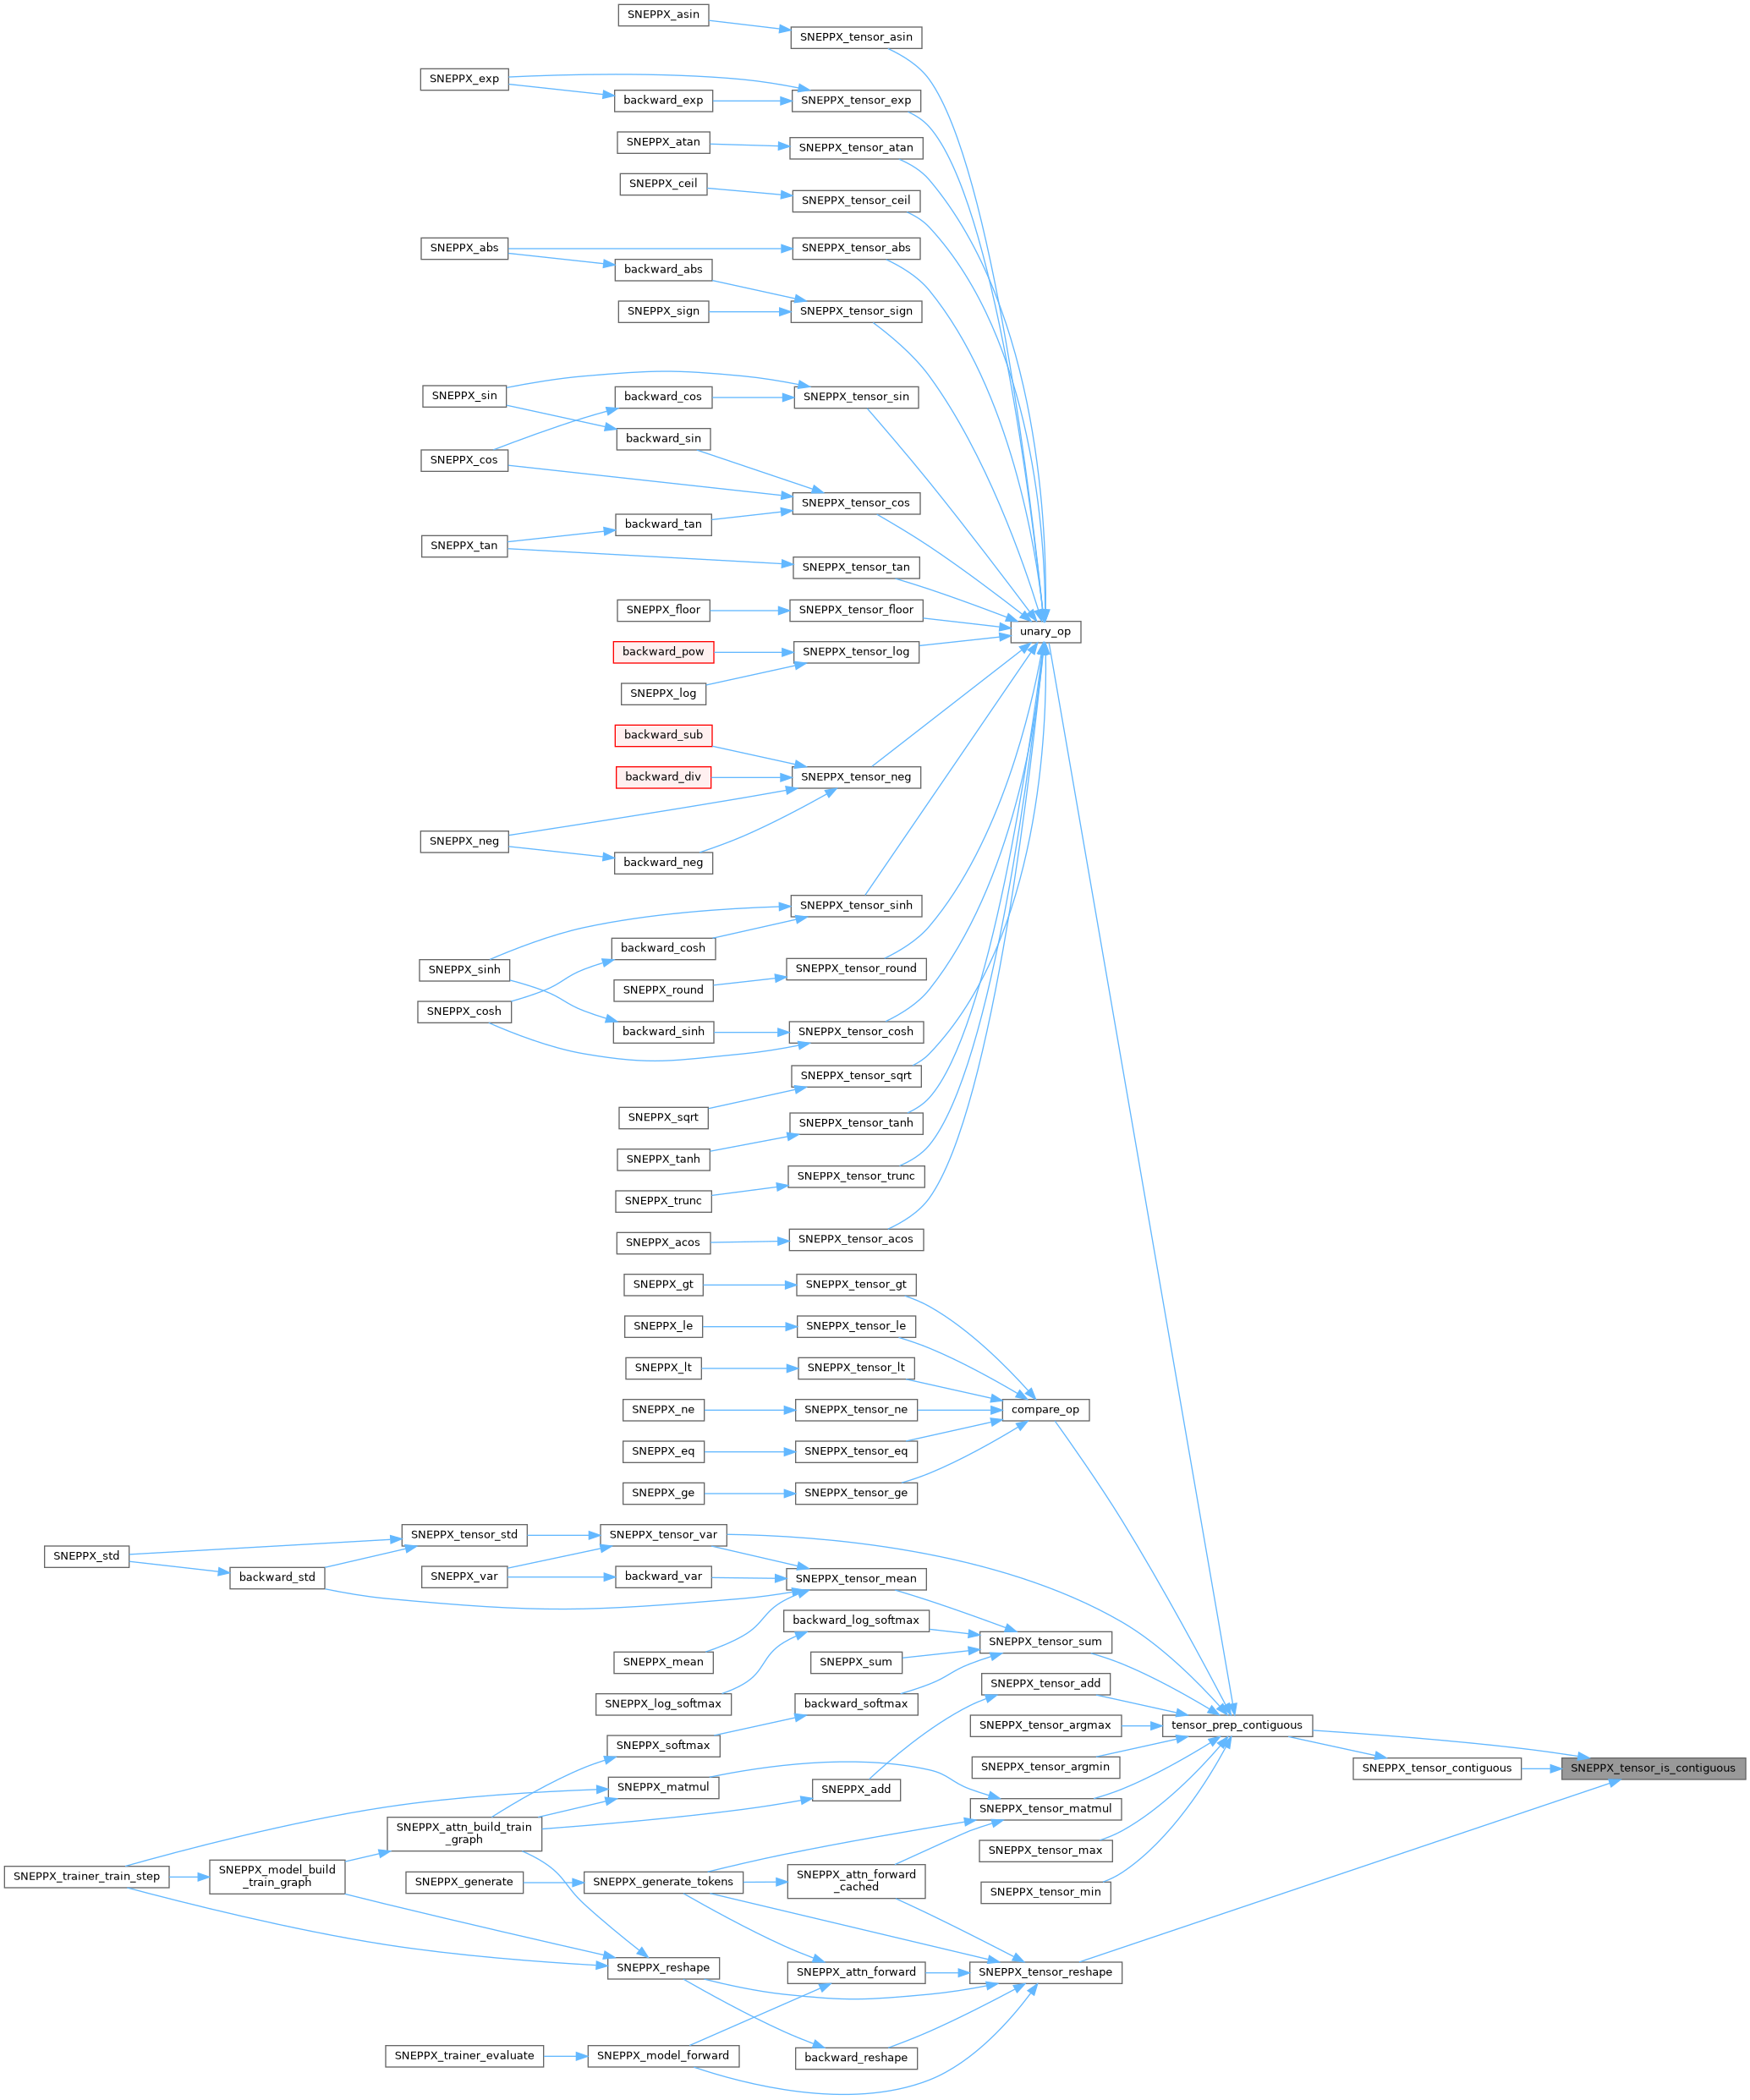 SNEPPX_asin
SNEPPX_tensor_asin
SNEPPX_exp
backward_exp
SNEPPX_tensor_exp
SNEPPX_atan
SNEPPX_tensor_atan
SNEPPX_ceil
SNEPPX_tensor_ceil
SNEPPX_abs
SNEPPX_tensor_abs
backward_abs
SNEPPX_sign
SNEPPX_tensor_sign
SNEPPX_sin
backward_cos
SNEPPX_tensor_sin
backward_sin
SNEPPX_cos
SNEPPX_tensor_cos
backward_tan
SNEPPX_tan
SNEPPX_tensor_tan
SNEPPX_floor
SNEPPX_tensor_floor
unary_op
backward_pow
SNEPPX_tensor_log
SNEPPX_log
backward_sub
backward_div
SNEPPX_tensor_neg
SNEPPX_neg
backward_neg
SNEPPX_tensor_sinh
backward_cosh
SNEPPX_sinh
SNEPPX_tensor_round
SNEPPX_round
SNEPPX_cosh
backward_sinh
SNEPPX_tensor_cosh
SNEPPX_tensor_sqrt
SNEPPX_sqrt
SNEPPX_tensor_tanh
SNEPPX_tanh
SNEPPX_tensor_trunc
SNEPPX_trunc
SNEPPX_acos
SNEPPX_tensor_acos
SNEPPX_gt
SNEPPX_tensor_gt
SNEPPX_le
SNEPPX_tensor_le
SNEPPX_lt
SNEPPX_tensor_lt
SNEPPX_ne
SNEPPX_tensor_ne
compare_op
SNEPPX_eq
SNEPPX_tensor_eq
SNEPPX_ge
SNEPPX_tensor_ge
SNEPPX_std
SNEPPX_tensor_std
SNEPPX_tensor_var
backward_std
SNEPPX_var
backward_var
SNEPPX_tensor_mean
backward_log_softmax
SNEPPX_tensor_sum
SNEPPX_mean
SNEPPX_sum
SNEPPX_tensor_add
SNEPPX_log_softmax
backward_softmax
SNEPPX_tensor_argmax
tensor_prep_contiguous
SNEPPX_softmax
SNEPPX_tensor_argmin
SNEPPX_tensor_contiguous
SNEPPX_tensor_is_contiguous
SNEPPX_matmul
SNEPPX_add
SNEPPX_tensor_matmul
SNEPPX_attn_build_train
_graph
SNEPPX_tensor_max
SNEPPX_trainer_train_step
SNEPPX_model_build
_train_graph
SNEPPX_generate
SNEPPX_generate_tokens
SNEPPX_attn_forward
_cached
SNEPPX_tensor_min
SNEPPX_reshape
SNEPPX_attn_forward
SNEPPX_tensor_reshape
SNEPPX_trainer_evaluate
SNEPPX_model_forward
backward_reshape